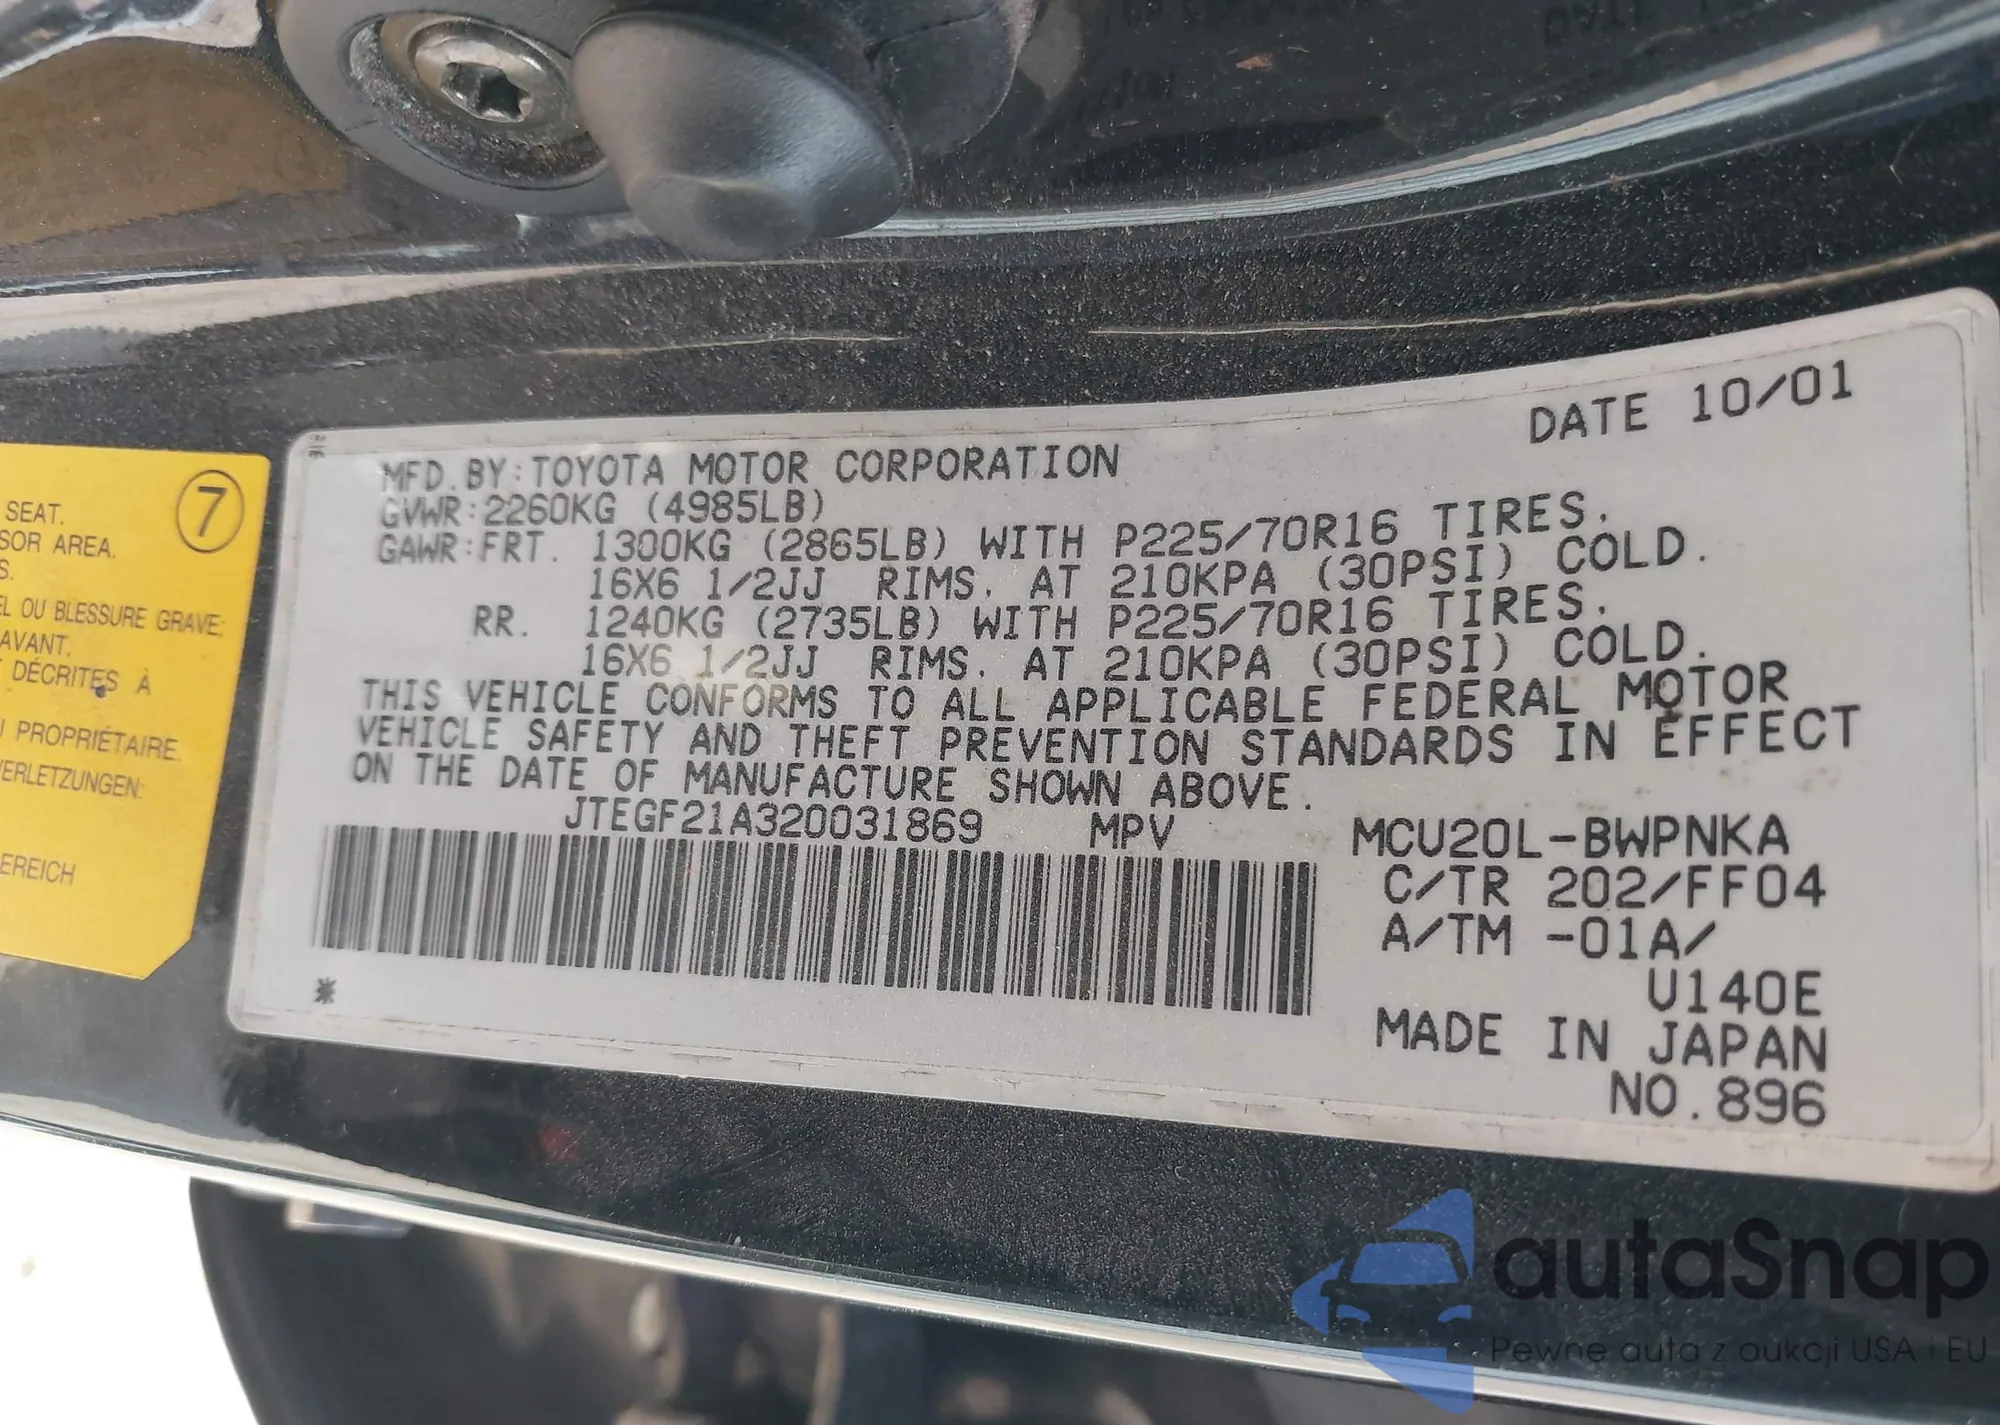 7
SEAT.
SOR AREA.
S.
EL OU BLESSURE GRAVE;
AVANT.
T DÉCRITES À
U PROPRIÉTAIRE.
VERLETZUNGEN:
EREICH
DATE 10/01
MFD.BY:TOYOTA MOTOR CORPORATION
GVWR:2260KG (4985LB)
GAWR:FRT. 1300KG (2865LB) WITH P225/70R16 TIRES.
16X6 1/2JJ RIMS. AT 210KPA (30PSI) COLD.
RR. 1240KG (2735LB) WITH P225/70R16 TIRES.
16X6 1/2JJ RIMS. AT 210KPA (30PSI) COLD.
THIS VEHICLE CONFORMS TO ALL APPLICABLE FEDERAL MOTOR
VEHICLE SAFETY AND THEFT PREVENTION STANDARDS IN EFFECT
ON THE DATE OF MANUFACTURE SHOWN ABOVE.
JTEGF21A320031869 MPV
MCU20L-BWPNKA
C/TR 202/FF04
A/TM -01A/
U140E
MADE IN JAPAN
NO.896
*
autaSnap
Pewne auta z aukcji USA i EU